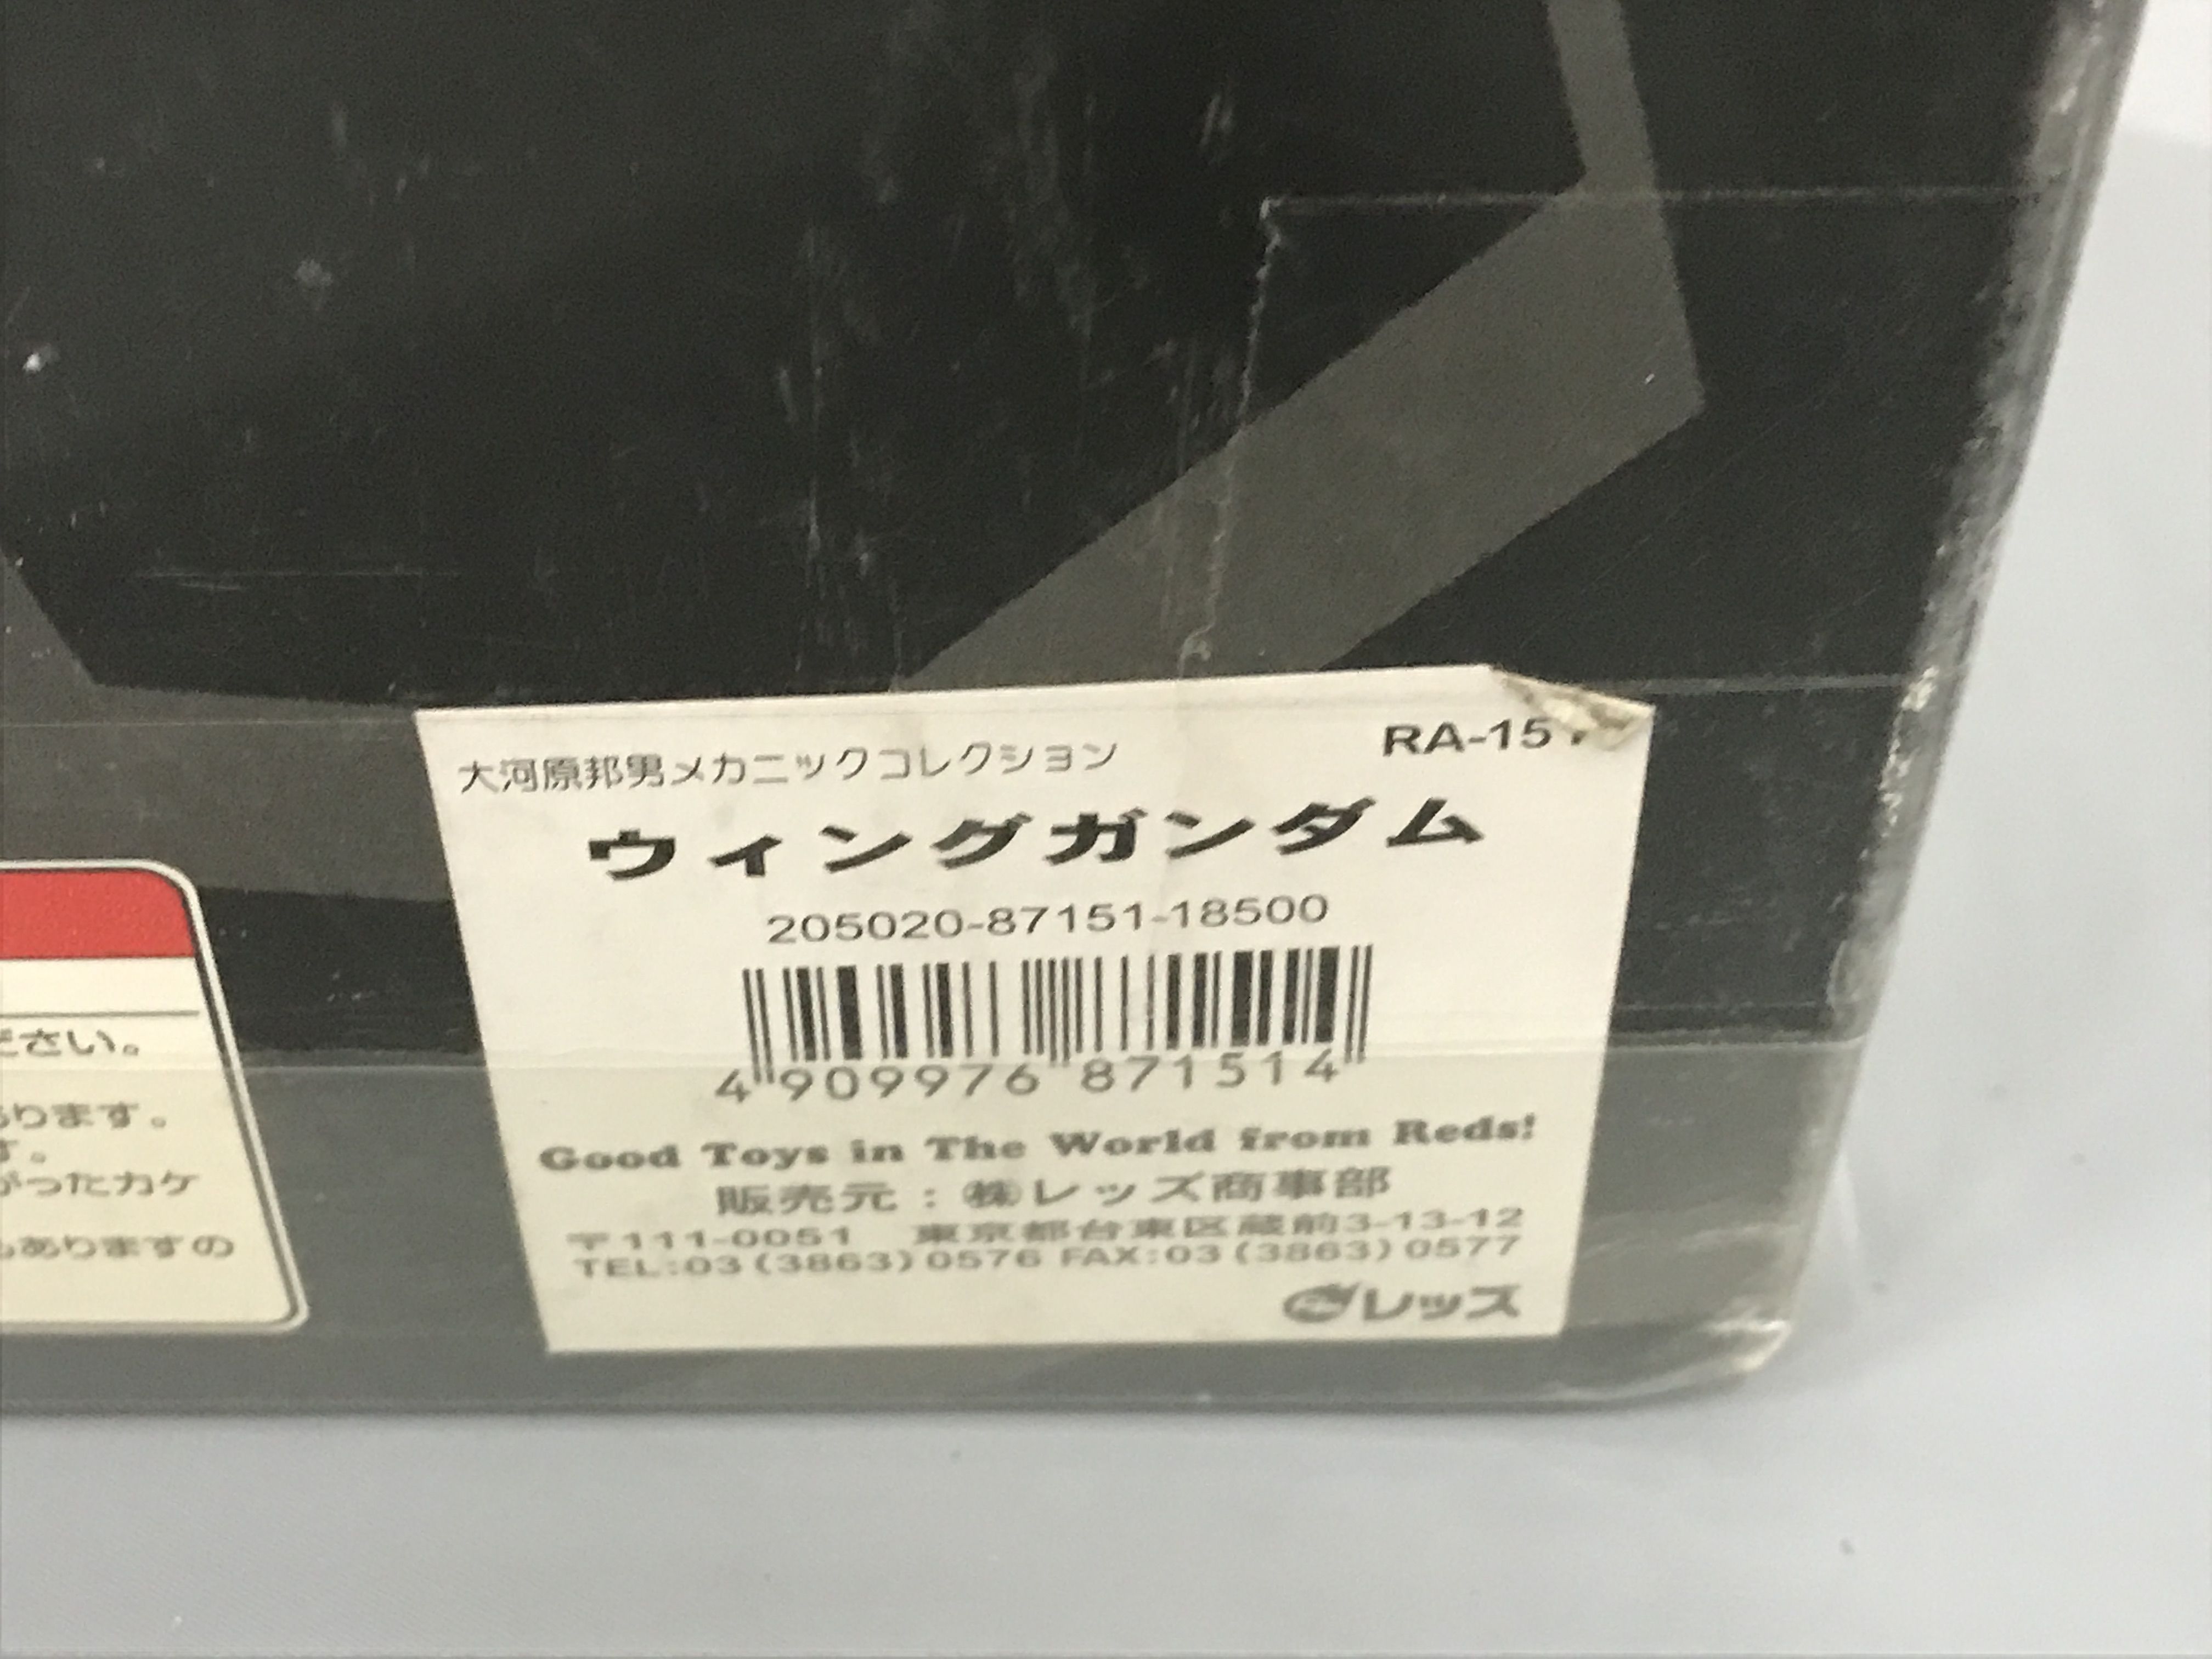 大河原邦男メカニックコレクション
ウィングガンダム
205020-87151-18500
4 909976 871514
Good Toys in The World from Reds!
販売元：㈱レッズ商事部
〒111-0051 東京都台東区蔵前3-13-12
TEL:03(3863)0576 FAX:03(3863)0577
レッズ
ださい。
あります。
す。
がったカケ
もありますの